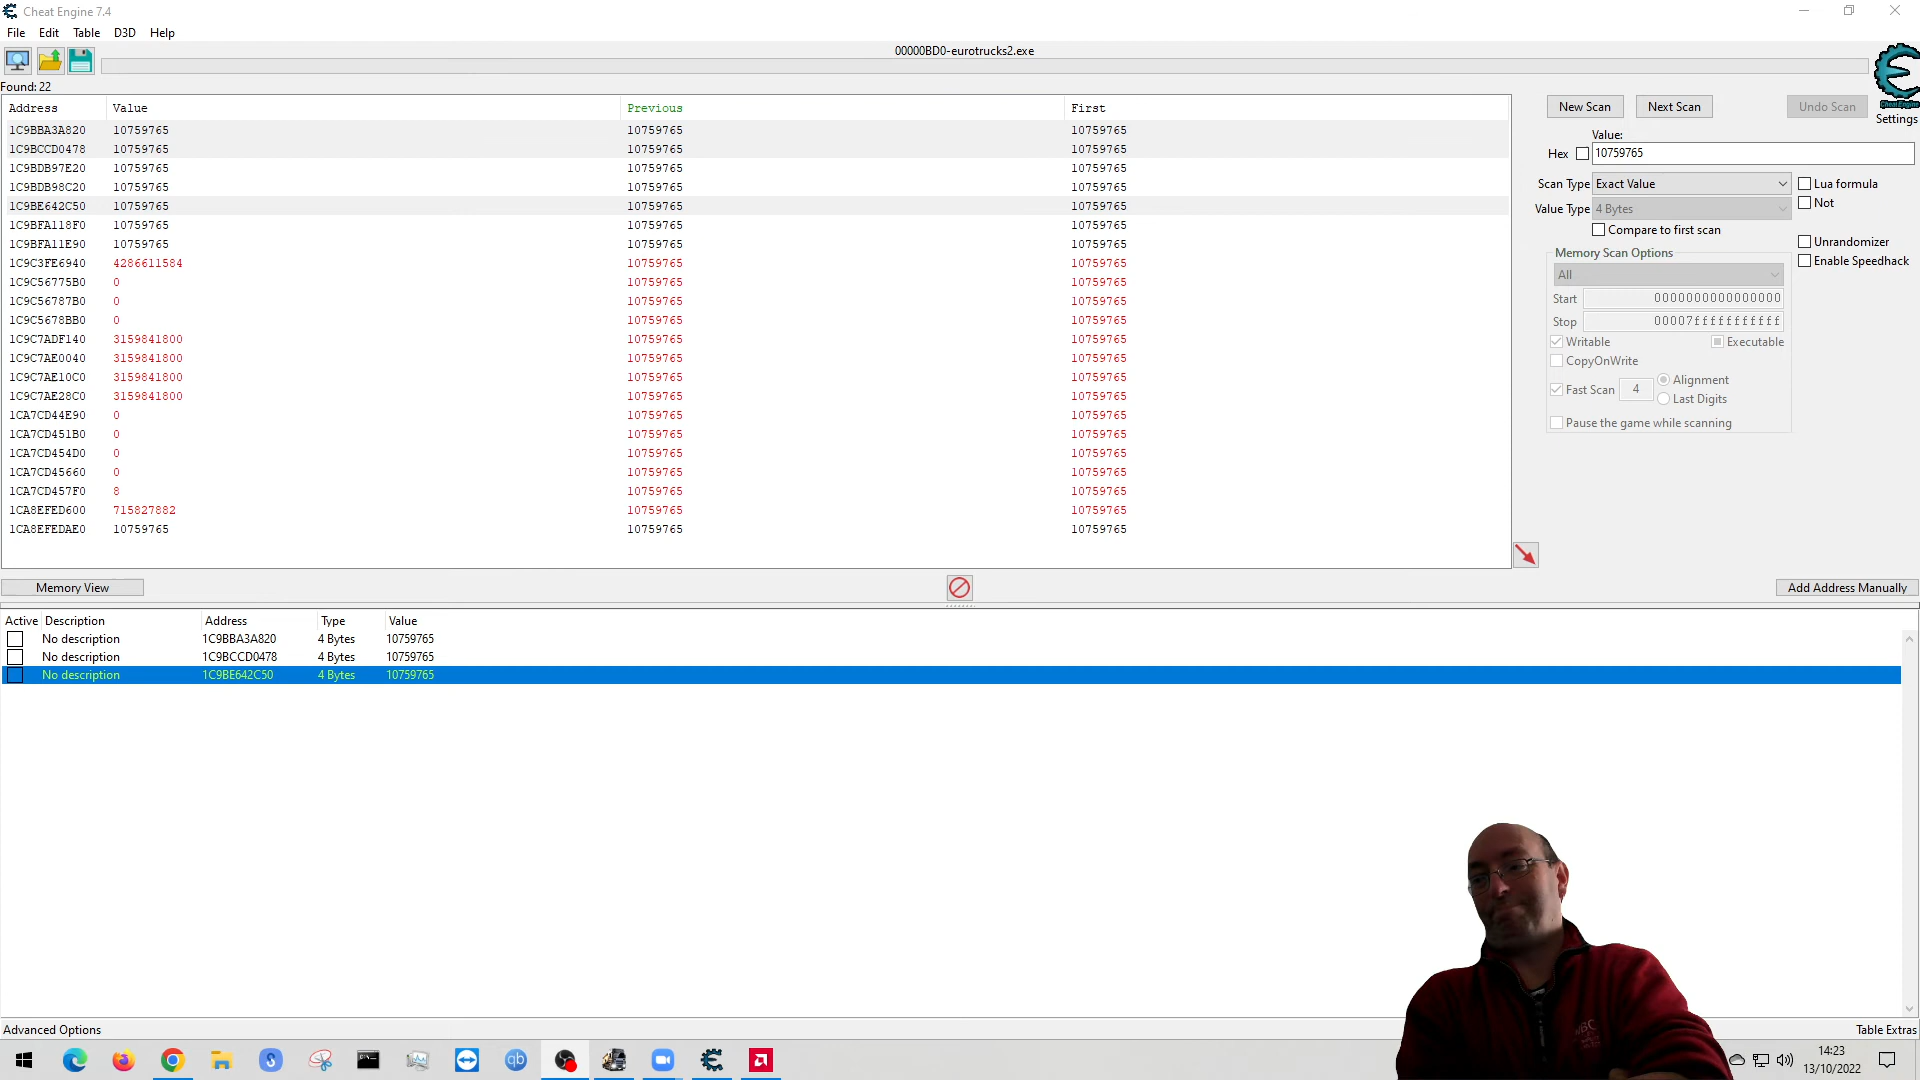 Cheat Engine 7.4
File Edit Table D3D Help
00000BD0-eurotrucks2.exe
Found: 22
Address Value Previous First
1C9BBA3A820 10759765 10759765 10759765
1C9BCCD0478 10759765 10759765 10759765
1C9BDB97E20 10759765 10759765 10759765
1C9BDB98C20 10759765 10759765 10759765
1C9BE642C50 10759765 10759765 10759765
1C9BFA118F0 10759765 10759765 10759765
1C9BFA11E90 10759765 10759765 10759765
1C9C3FE6940 4286611584 10759765 10759765
1C9C56775B0 0 10759765 10759765
1C9C56787B0 0 10759765 10759765
1C9C5678BB0 0 10759765 10759765
1C9C7ADF140 3159841800 10759765 10759765
1C9C7AE0040 3159841800 10759765 10759765
1C9C7AE10C0 3159841800 10759765 10759765
1C9C7AE28C0 3159841800 10759765 10759765
1CA7CD44E90 0 10759765 10759765
1CA7CD451B0 0 10759765 10759765
1CA7CD454D0 0 10759765 10759765
1CA7CD45660 0 10759765 10759765
1CA7CD457F0 8 10759765 10759765
1CA8EFED600 715827882 10759765 10759765
1CA8EFEDAE0 10759765 10759765 10759765
New Scan Next Scan Undo Scan
Cheat Engine
Settings
Value:
Hex 10759765
Scan Type Exact Value Lua formula
Not
Value Type 4 Bytes
Compare to first scan
Unrandomizer
Memory Scan Options
Enable Speedhack
All
Start 0000000000000000
Stop 00007fffffffffff
Writable Executable
CopyOnWrite
Fast Scan 4 Alignment
Last Digits
Pause the game while scanning
Memory View Add Address Manually
Active Description Address Type Value
No description 1C9BBA3A820 4 Bytes 10759765
No description 1C9BCCD0478 4 Bytes 10759765
No description 1C9BE642C50 4 Bytes 10759765
Advanced Options Table Extras
qb
14:23
13/10/2022